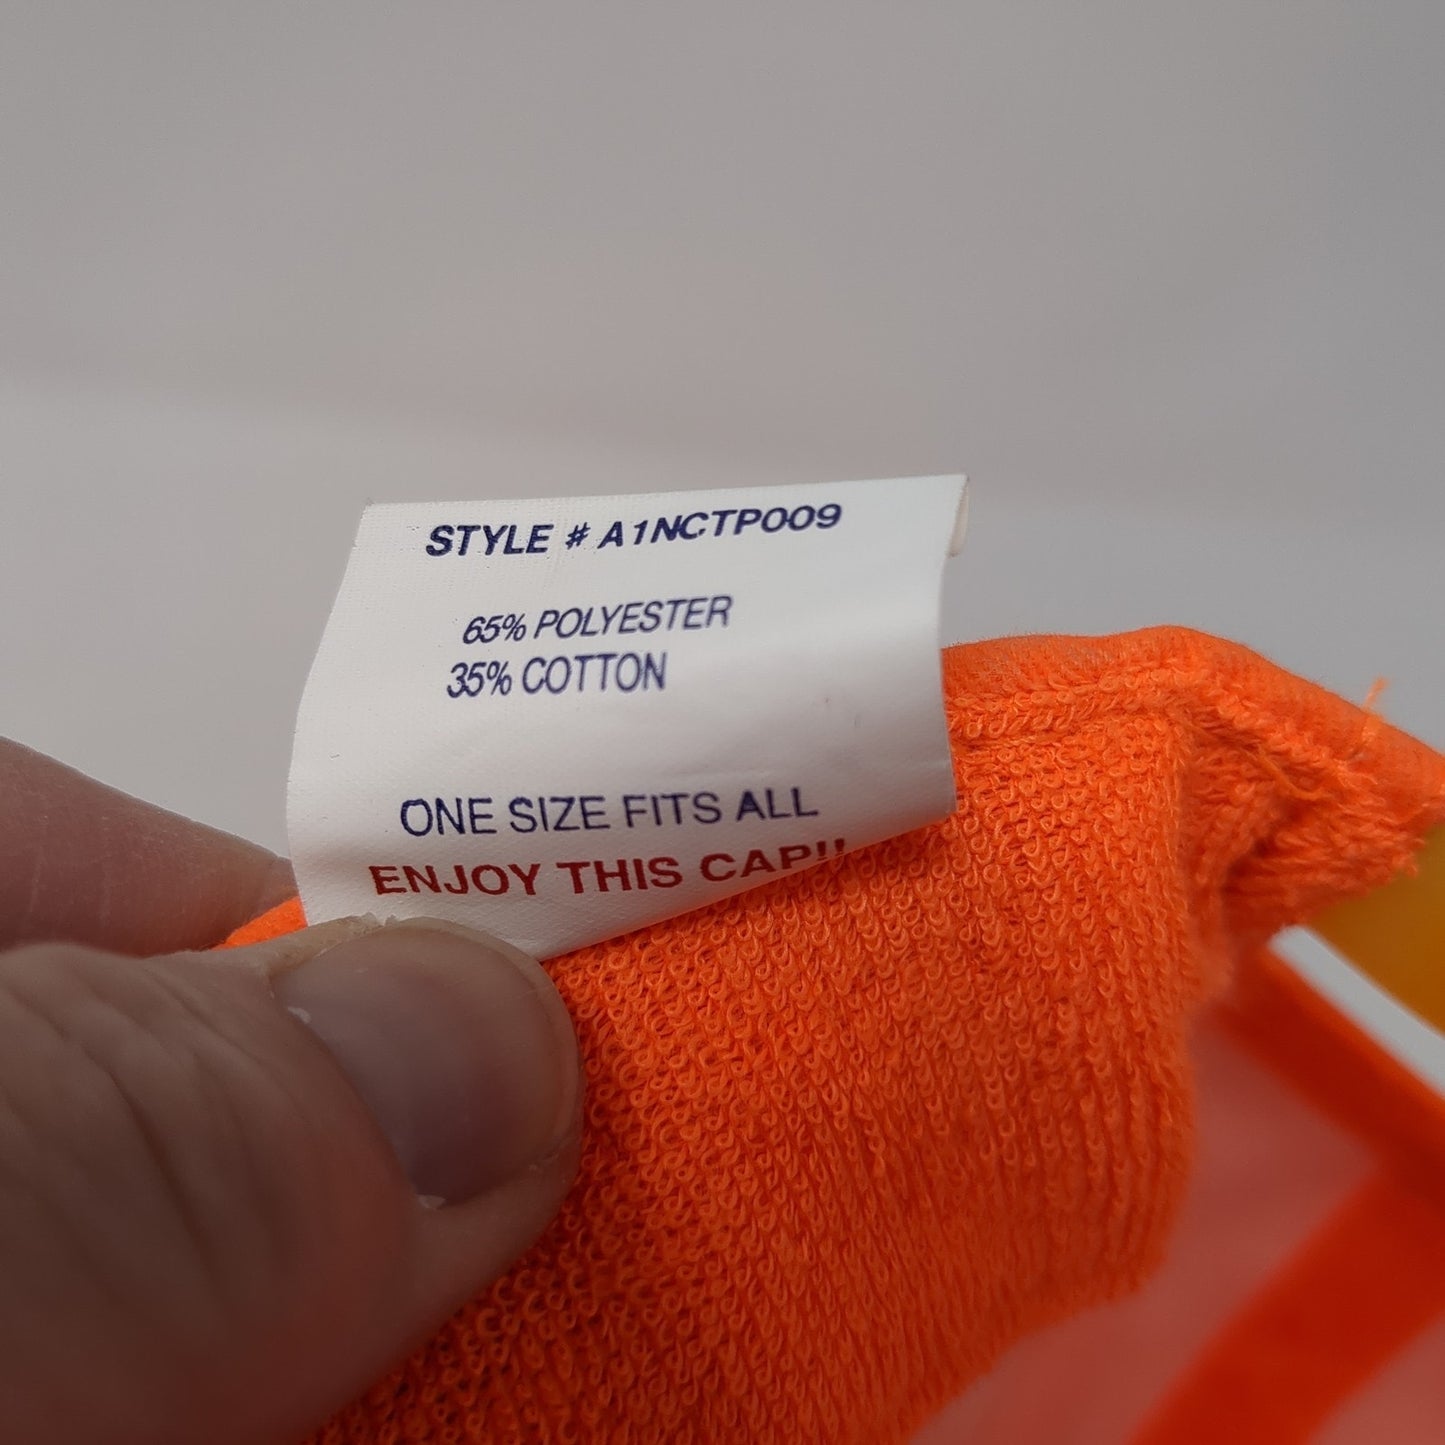 STYLE # A1NCTP009
65% POLYESTER
35% COTTON
ONE SIZE FITS ALL
ENJOY THIS CAP!!